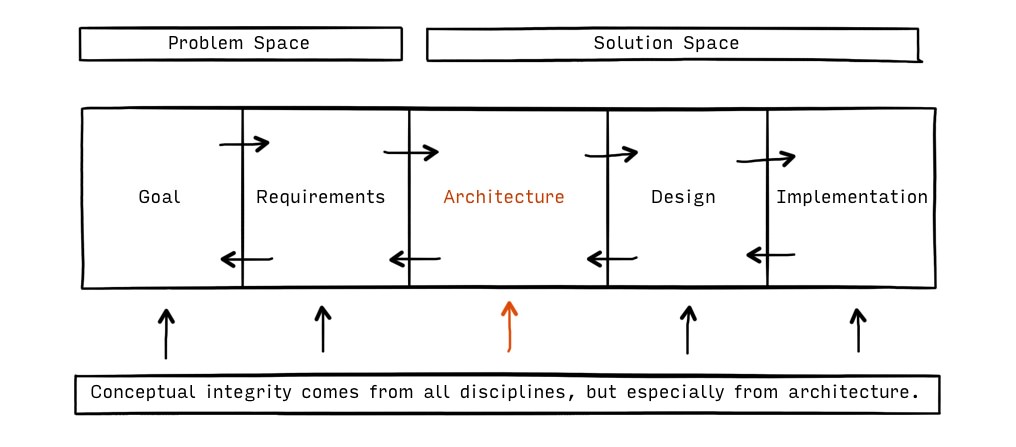 Problem Space
Solution Space
Goal
Requirements
Architecture
Design
Implementation
Conceptual integrity comes from all disciplines, but especially from architecture.